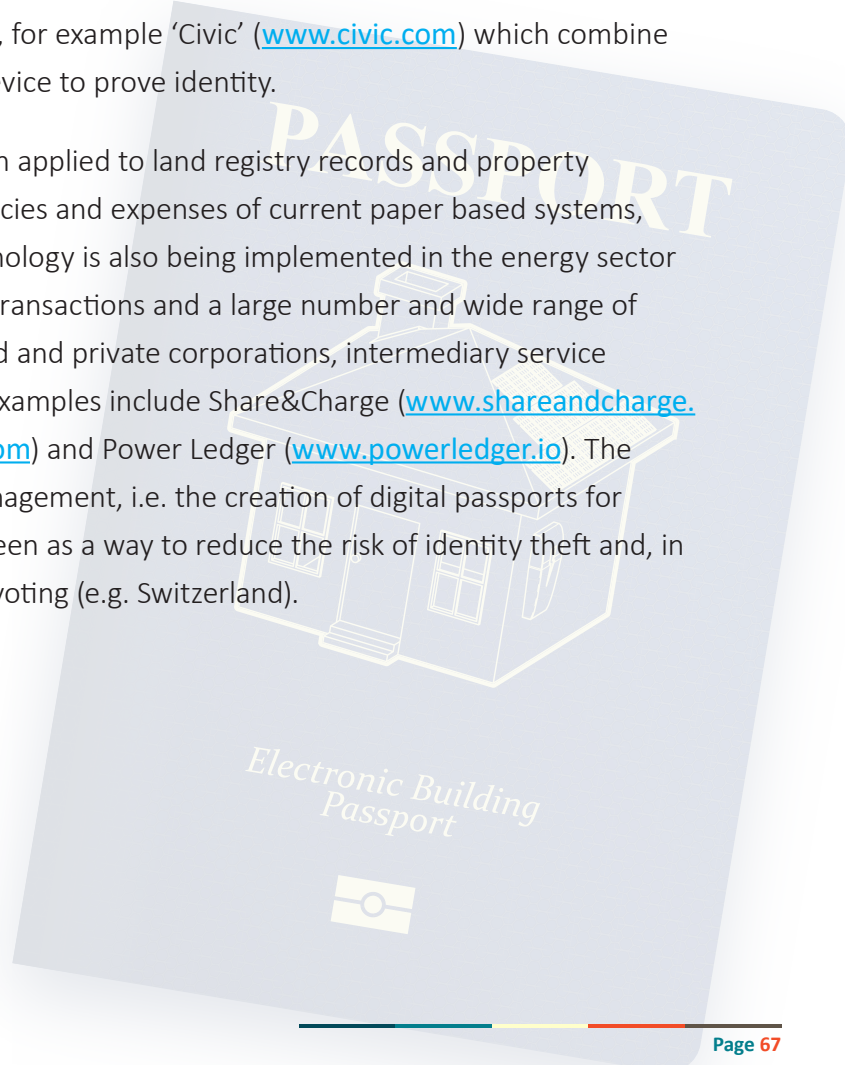 , for example ‘Civic’ (www.civic.com) which combine
evice to prove identity.
n applied to land registry records and property
cies and expenses of current paper based systems,
nology is also being implemented in the energy sector
transactions and a large number and wide range of
d and private corporations, intermediary service
examples include Share&Charge (www.shareandcharge.
om) and Power Ledger (www.powerledger.io). The
nagement, i.e. the creation of digital passports for
een as a way to reduce the risk of identity theft and, in
voting (e.g. Switzerland).
PASSPORT
Electronic Building
Passport
Page 67